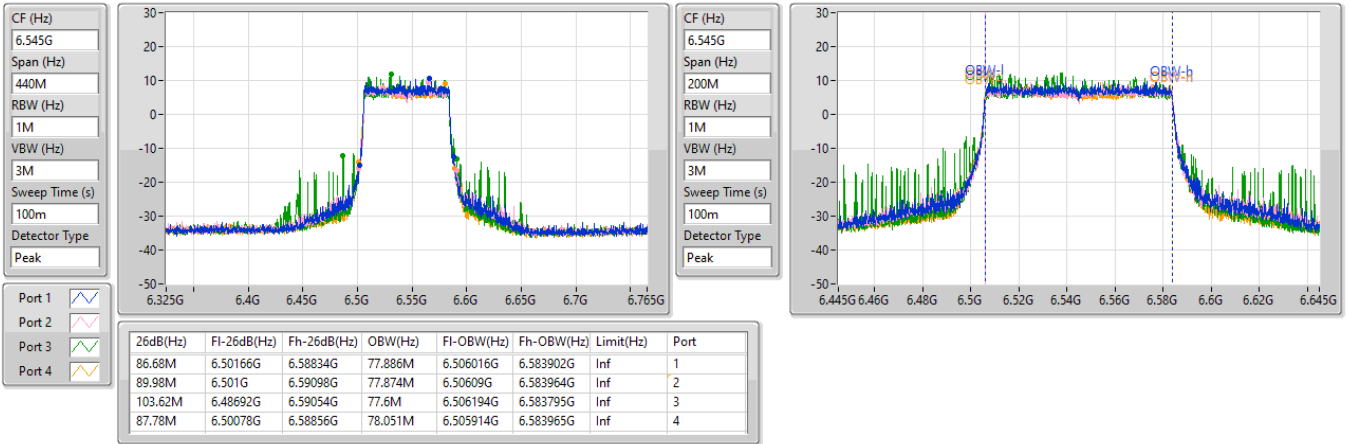 CF (Hz)
6.545G
Span (Hz)
440M
RBW (Hz)
1M
VBW (Hz)
3M
Sweep Time (s)
100m
Detector Type
Peak
30
20
10
0
-10
-20
-30
-40
-50
6.325G 6.4G 6.45G 6.5G 6.55G 6.6G 6.65G 6.7G 6.765G
CF (Hz)
6.545G
Span (Hz)
200M
RBW (Hz)
1M
VBW (Hz)
3M
Sweep Time (s)
100m
Detector Type
Peak
30
20
10
0
-10
-20
-30
-40
-50
OBW-l OBW-h
6.445G 6.46G 6.48G 6.5G 6.52G 6.54G 6.56G 6.58G 6.6G 6.62G 6.645G
Port 1
Port 2
Port 3
Port 4
26dB(Hz) Fl-26dB(Hz) Fh-26dB(Hz) OBW(Hz) Fl-OBW(Hz) Fh-OBW(Hz) Limit(Hz) Port
86.68M 6.50166G 6.58834G 77.886M 6.506016G 6.583902G Inf 1
89.98M 6.501G 6.59098G 77.874M 6.50609G 6.583964G Inf 2
103.62M 6.48692G 6.59054G 77.6M 6.506194G 6.583795G Inf 3
87.78M 6.50078G 6.58856G 78.051M 6.505914G 6.583965G Inf 4